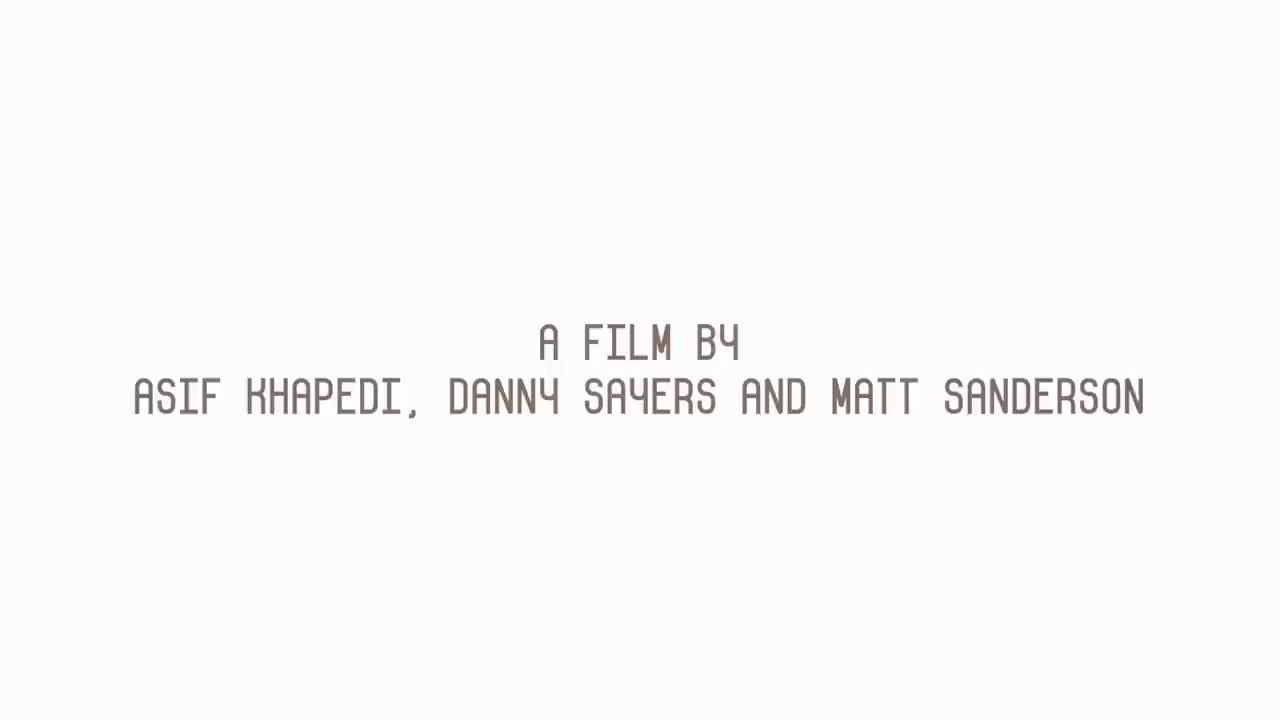 A FILM BY
ASIF KHAPEDI, DANNY SAYERS AND MATT SANDERSON